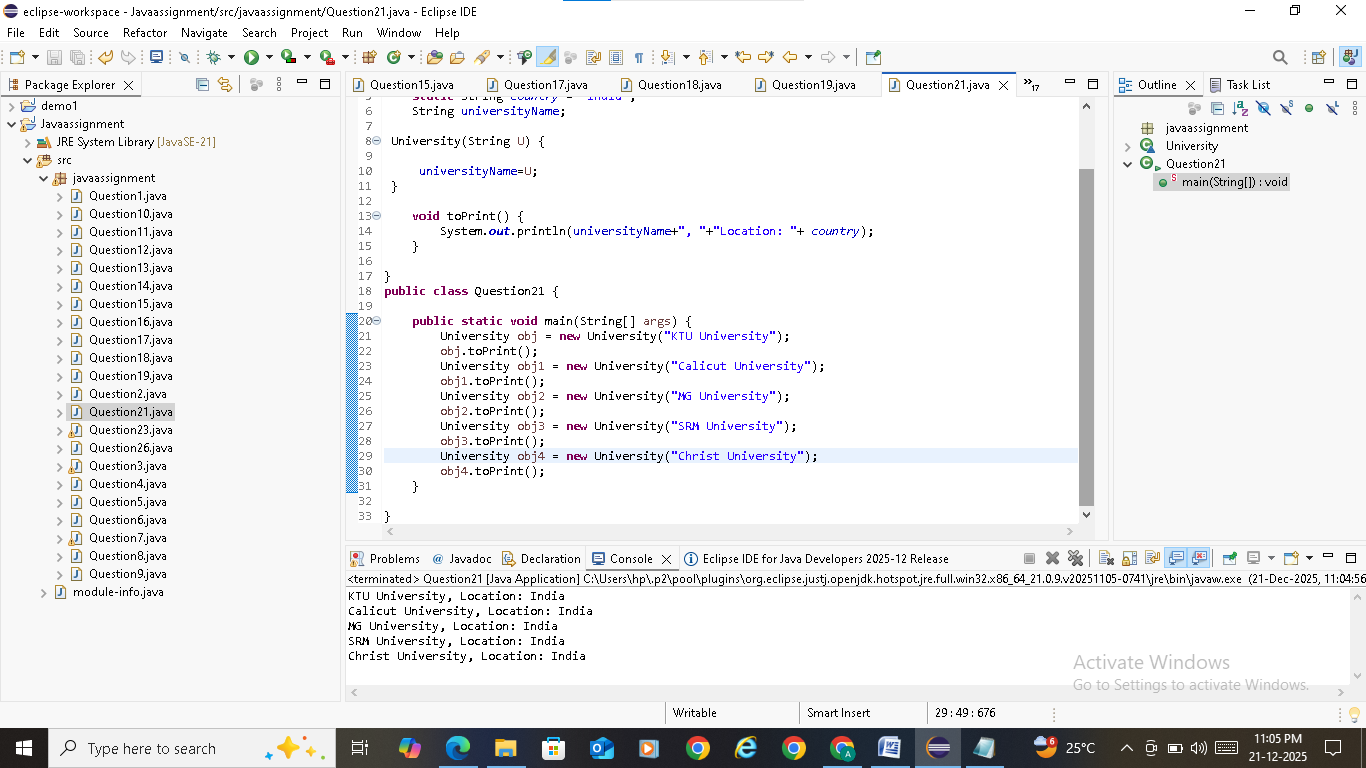 eclipse-workspace - Javaassignment/src/javaassignment/Question21.java - Eclipse IDE
File Edit Source Refactor Navigate Search Project Run Window Help
Package Explorer
demo1
Javaassignment
JRE System Library [JavaSE-21]
src
javaassignment
Question1.java
Question10.java
Question11.java
Question12.java
Question13.java
Question14.java
Question15.java
Question16.java
Question17.java
Question18.java
Question19.java
Question2.java
Question21.java
Question23.java
Question26.java
Question3.java
Question4.java
Question5.java
Question6.java
Question7.java
Question8.java
Question9.java
module-info.java
Question15.java Question17.java Question18.java Question19.java Question21.java »17
5 static String country = "India";
6 String universityName;
7
8 University(String U) {
9
10 universityName=U;
11 }
12
13 void toPrint() {
14 System.out.println(universityName+", "+"Location: "+ country);
15 }
16
17 }
18 public class Question21 {
19
20 public static void main(String[] args) {
21 University obj = new University("KTU University");
22 obj.toPrint();
23 University obj1 = new University("Calicut University");
24 obj1.toPrint();
25 University obj2 = new University("MG University");
26 obj2.toPrint();
27 University obj3 = new University("SRM University");
28 obj3.toPrint();
29 University obj4 = new University("Christ University");
30 obj4.toPrint();
31 }
32
33 }
Outline Task List
javaassignment
University
Question21
main(String[]) : void
Problems Javadoc Declaration Console Eclipse IDE for Java Developers 2025-12 Release
<terminated> Question21 [Java Application] C:\Users\hp\.p2\pool\plugins\org.eclipse.justj.openjdk.hotspot.jre.full.win32.x86_64_21.0.9.v20251105-0741\jre\bin\javaw.exe (21-Dec-2025, 11:04:56
KTU University, Location: India
Calicut University, Location: India
MG University, Location: India
SRM University, Location: India
Christ University, Location: India
Activate Windows
Go to Settings to activate Windows.
Writable Smart Insert 29 : 49 : 676
Type here to search
6
25°C
11:05 PM
21-12-2025